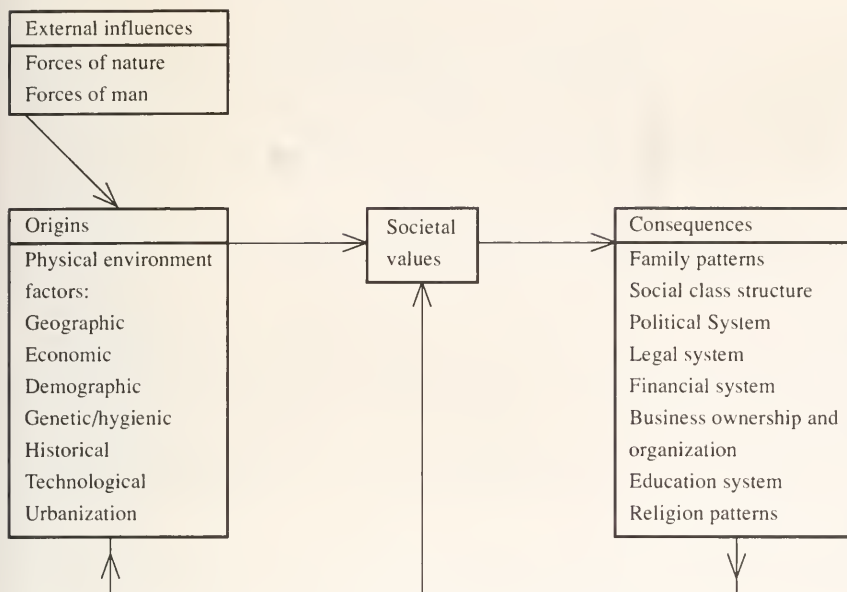 External influences
Forces of nature
Forces of man
Origins
Physical environment
factors:
Geographic
Economic
Demographic
Genetic/hygienic
Historical
Technological
Urbanization
Societal
values
Consequences
Family patterns
Social class structure
Political System
Legal system
Financial system
Business ownership and
organization
Education system
Religion patterns